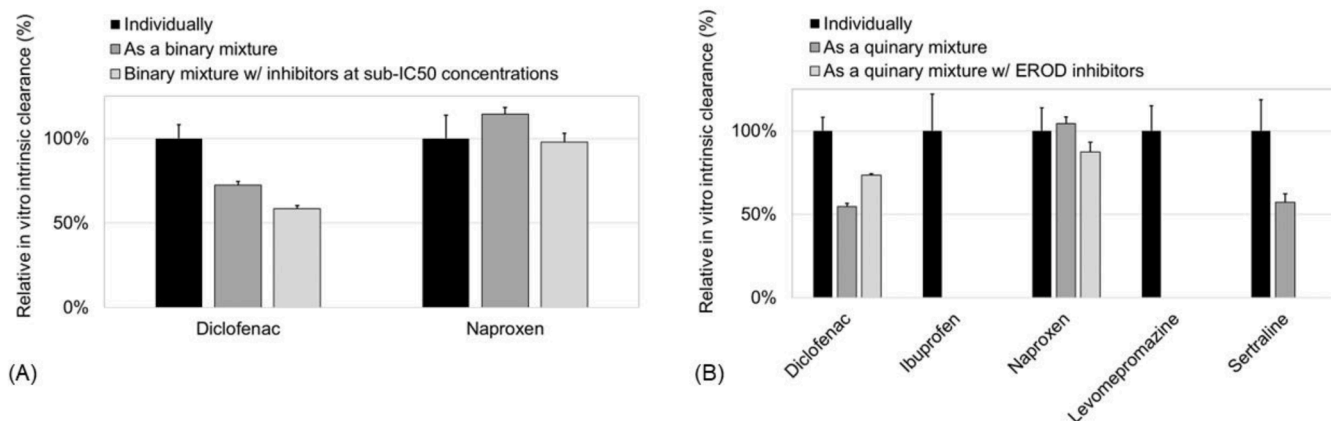 Relative in vitro intrinsic clearance (%)
Individually
As a binary mixture
Binary mixture w/ inhibitors at sub-IC50 concentrations
100%
50%
0%
Diclofenac
Naproxen
(A)
Relative in vitro intrinsic clearance (%)
Individually
As a quinary mixture
As a quinary mixture w/ EROD inhibitors
100%
50%
0%
Diclofenac
Ibuprofen
Naproxen
Levomepromazine
Sertraline
(B)